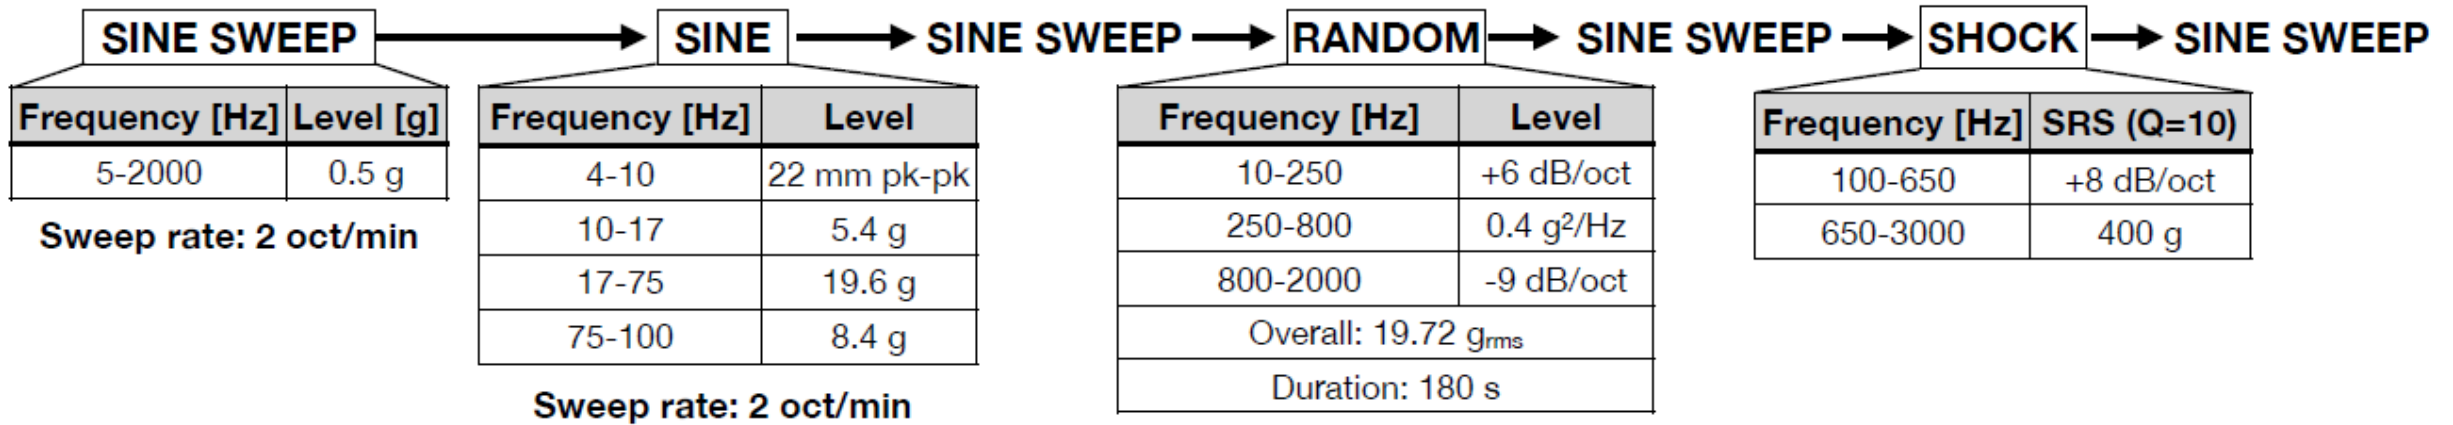 SINE SWEEP SINE SINE SWEEP RANDOM SINE SWEEP SHOCK SINE SWEEP
Frequency [Hz] Level [g]
5-2000 0.5 g
Sweep rate: 2 oct/min
Frequency [Hz] Level
4-10 22 mm pk-pk
10-17 5.4 g
17-75 19.6 g
75-100 8.4 g
Sweep rate: 2 oct/min
Frequency [Hz] Level
10-250 +6 dB/oct
250-800 0.4 g²/Hz
800-2000 -9 dB/oct
Overall: 19.72 grms
Duration: 180 s
Frequency [Hz] SRS (Q=10)
100-650 +8 dB/oct
650-3000 400 g